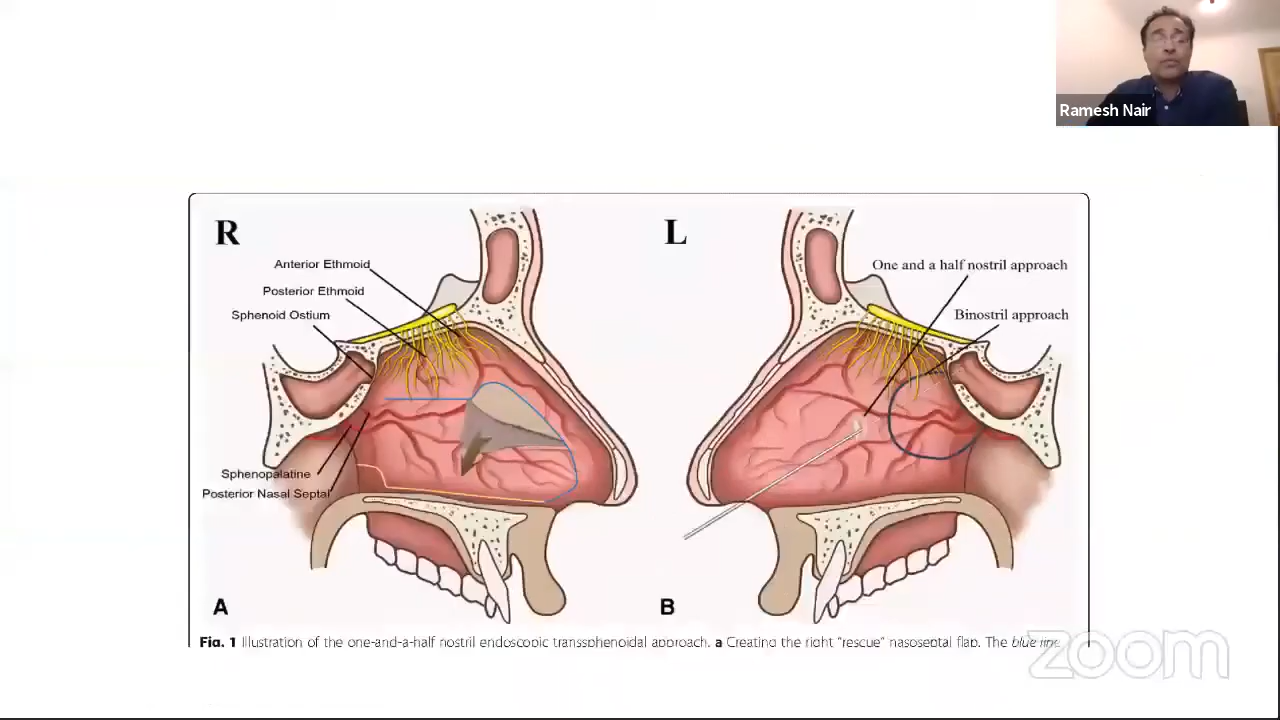 Ramesh Nair
R
L
Anterior Ethmoid
Posterior Ethmoid
Sphenoid Ostium
Sphenopalatine
Posterior Nasal Septal
A
One and a half nostril approach
Binostril approach
B
Fig. 1 Illustration of the one-and-a-half nostril endoscopic transsphenoidal approach. a Creating the right "rescue" nasoseptal flap. The blue line
zoom